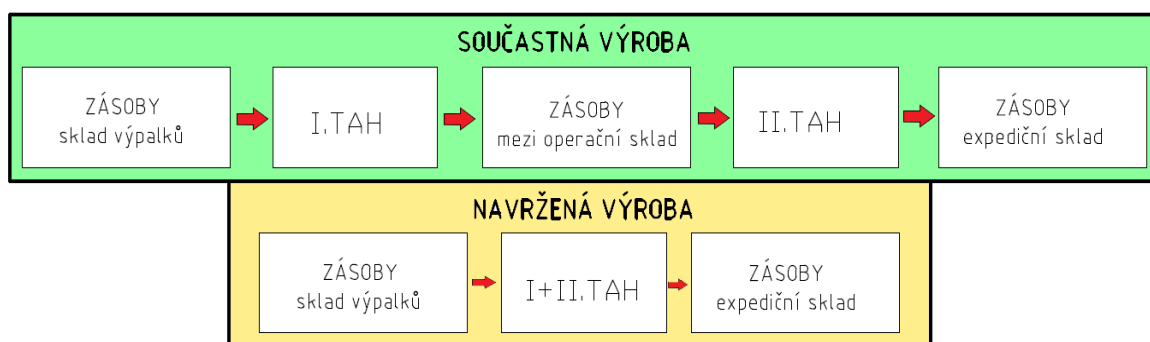 SOUČASTNÁ VÝROBA
ZÁSOBY
sklad výpalků
I.TAH
ZÁSOBY
mezi operační sklad
II.TAH
ZÁSOBY
expediční sklad
NAVRŽENÁ VÝROBA
ZÁSOBY
sklad výpalků
I+II.TAH
ZÁSOBY
expediční sklad